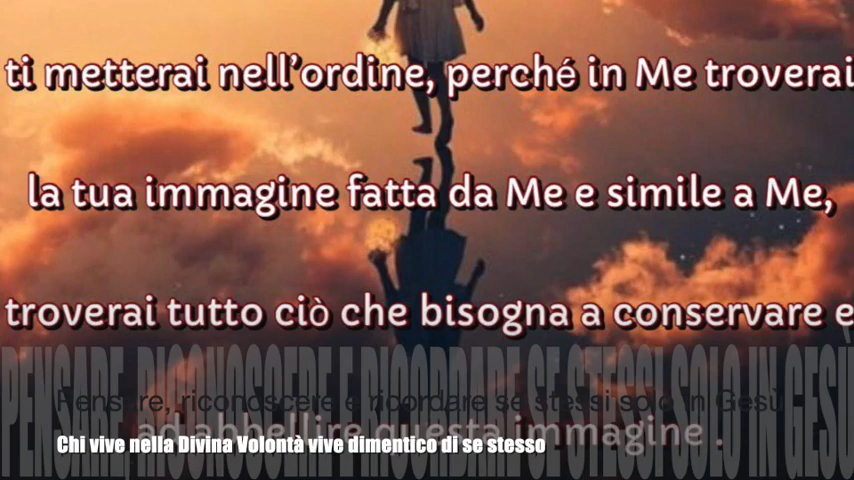 ti metterai nell’ordine, perché in Me troverai
la tua immagine fatta da Me e simile a Me,
troverai tutto ciò che bisogna a conservare e
PENSARE, RICONOSCERE E RICORDARE SE STESSI SOLO IN GESÙ
Pensare, riconoscere e ricordare se stessi solo in Gesù
ad abbellire questa immagine .
Chi vive nella Divina Volontà vive dimentico di se stesso